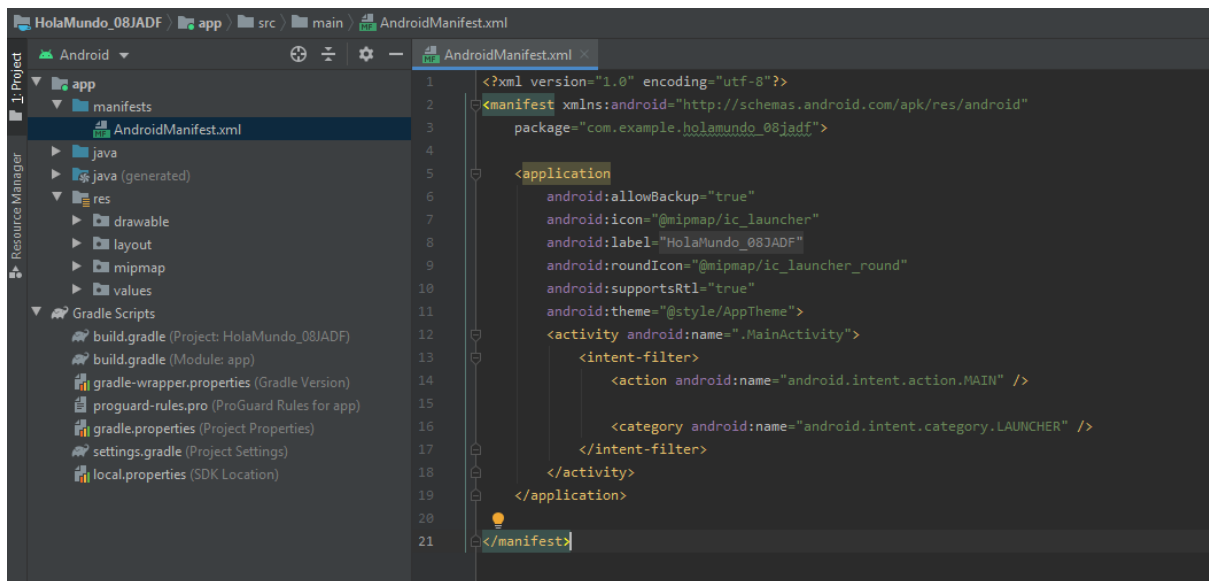 HolaMundo_08JADF app src main AndroidManifest.xml
1: Project
Resource Manager
Android
app
manifests
AndroidManifest.xml
java
java (generated)
res
drawable
layout
mipmap
values
Gradle Scripts
build.gradle (Project: HolaMundo_08JADF)
build.gradle (Module: app)
gradle-wrapper.properties (Gradle Version)
proguard-rules.pro (ProGuard Rules for app)
gradle.properties (Project Properties)
settings.gradle (Project Settings)
local.properties (SDK Location)
AndroidManifest.xml
1 <?xml version="1.0" encoding="utf-8"?>
2 <manifest xmlns:android="http://schemas.android.com/apk/res/android"
3     package="com.example.holamundo_08jadf">
4
5     <application
6         android:allowBackup="true"
7         android:icon="@mipmap/ic_launcher"
8         android:label="HolaMundo_08JADF"
9         android:roundIcon="@mipmap/ic_launcher_round"
10         android:supportsRtl="true"
11         android:theme="@style/AppTheme">
12         <activity android:name=".MainActivity">
13             <intent-filter>
14                 <action android:name="android.intent.action.MAIN" />
15
16                 <category android:name="android.intent.category.LAUNCHER" />
17             </intent-filter>
18         </activity>
19     </application>
20
21 </manifest>